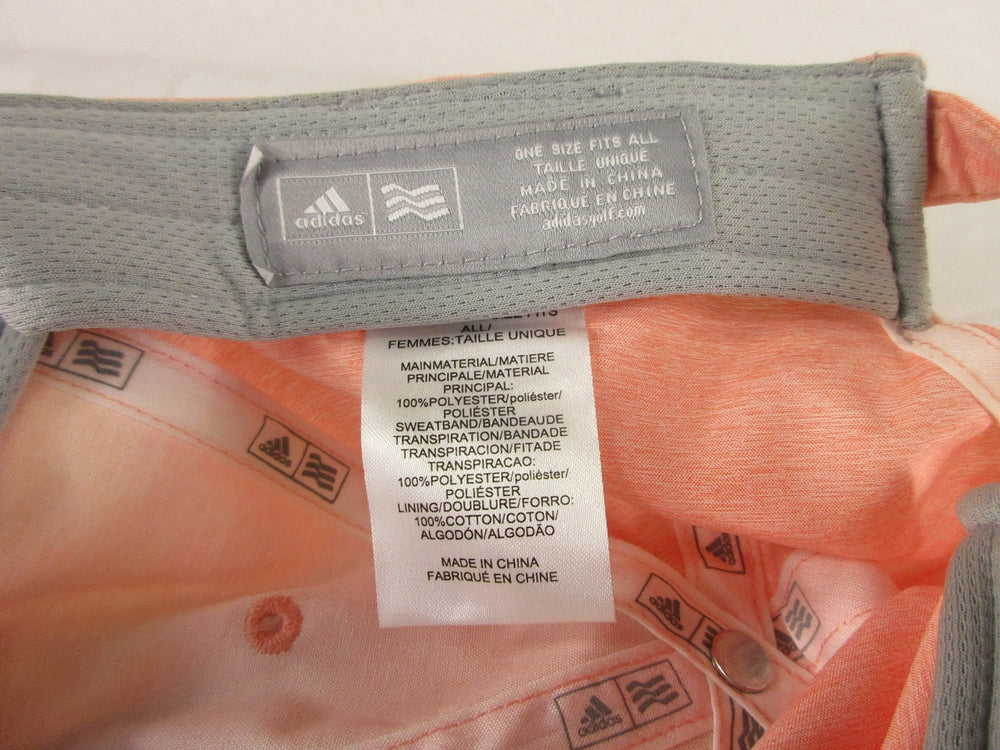 adidas
ONE SIZE FITS ALL
TAILLE UNIQUE
MADE IN CHINA
FABRIQUE EN CHINE
adidasgolf.com
FITS
ALL/
FEMMES:TAILLE UNIQUE
MAINMATERIAL/MATIERE
PRINCIPALE/MATERIAL
PRINCIPAL:
100%POLYESTER/poliéster/
POLIÉSTER
SWEATBAND/BANDEAUDE
TRANSPIRATION/BANDADE
TRANSPIRACION/FITADE
TRANSPIRACAO:
100%POLYESTER/poliéster/
POLIÉSTER
LINING/DOUBLURE/FORRO:
100%COTTON/COTON/
ALGODÓN/ALGODÃO
MADE IN CHINA
FABRIQUÉ EN CHINE
adidas
adidas
adidas
adidas